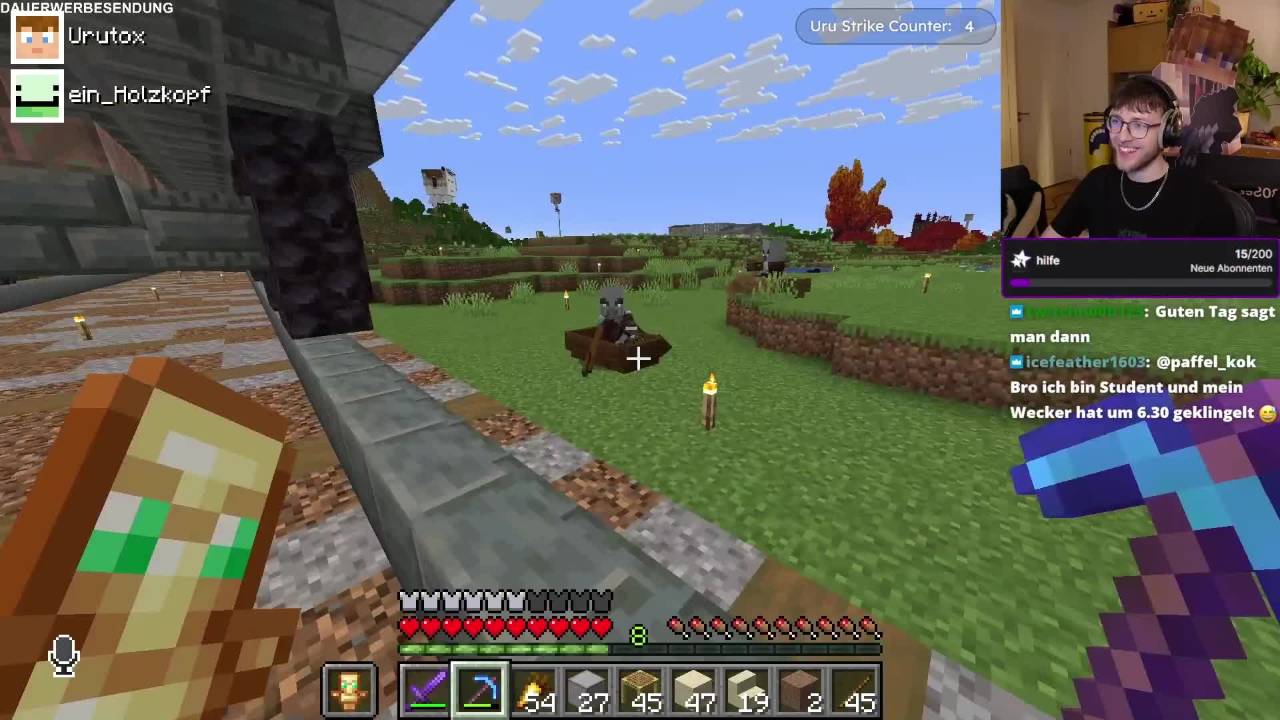 DAUERWERBESENDUNG
Urutox
ein_Holzkopf
Uru Strike Counter: 4
hilfe
15/200
Neue Abonnenten
: Guten Tag sagt
man dann
icefeather1603: @paffel_kok
Bro ich bin Student und mein
Wecker hat um 6.30 geklingelt 😅
8
54
27
45
47
19
2
45